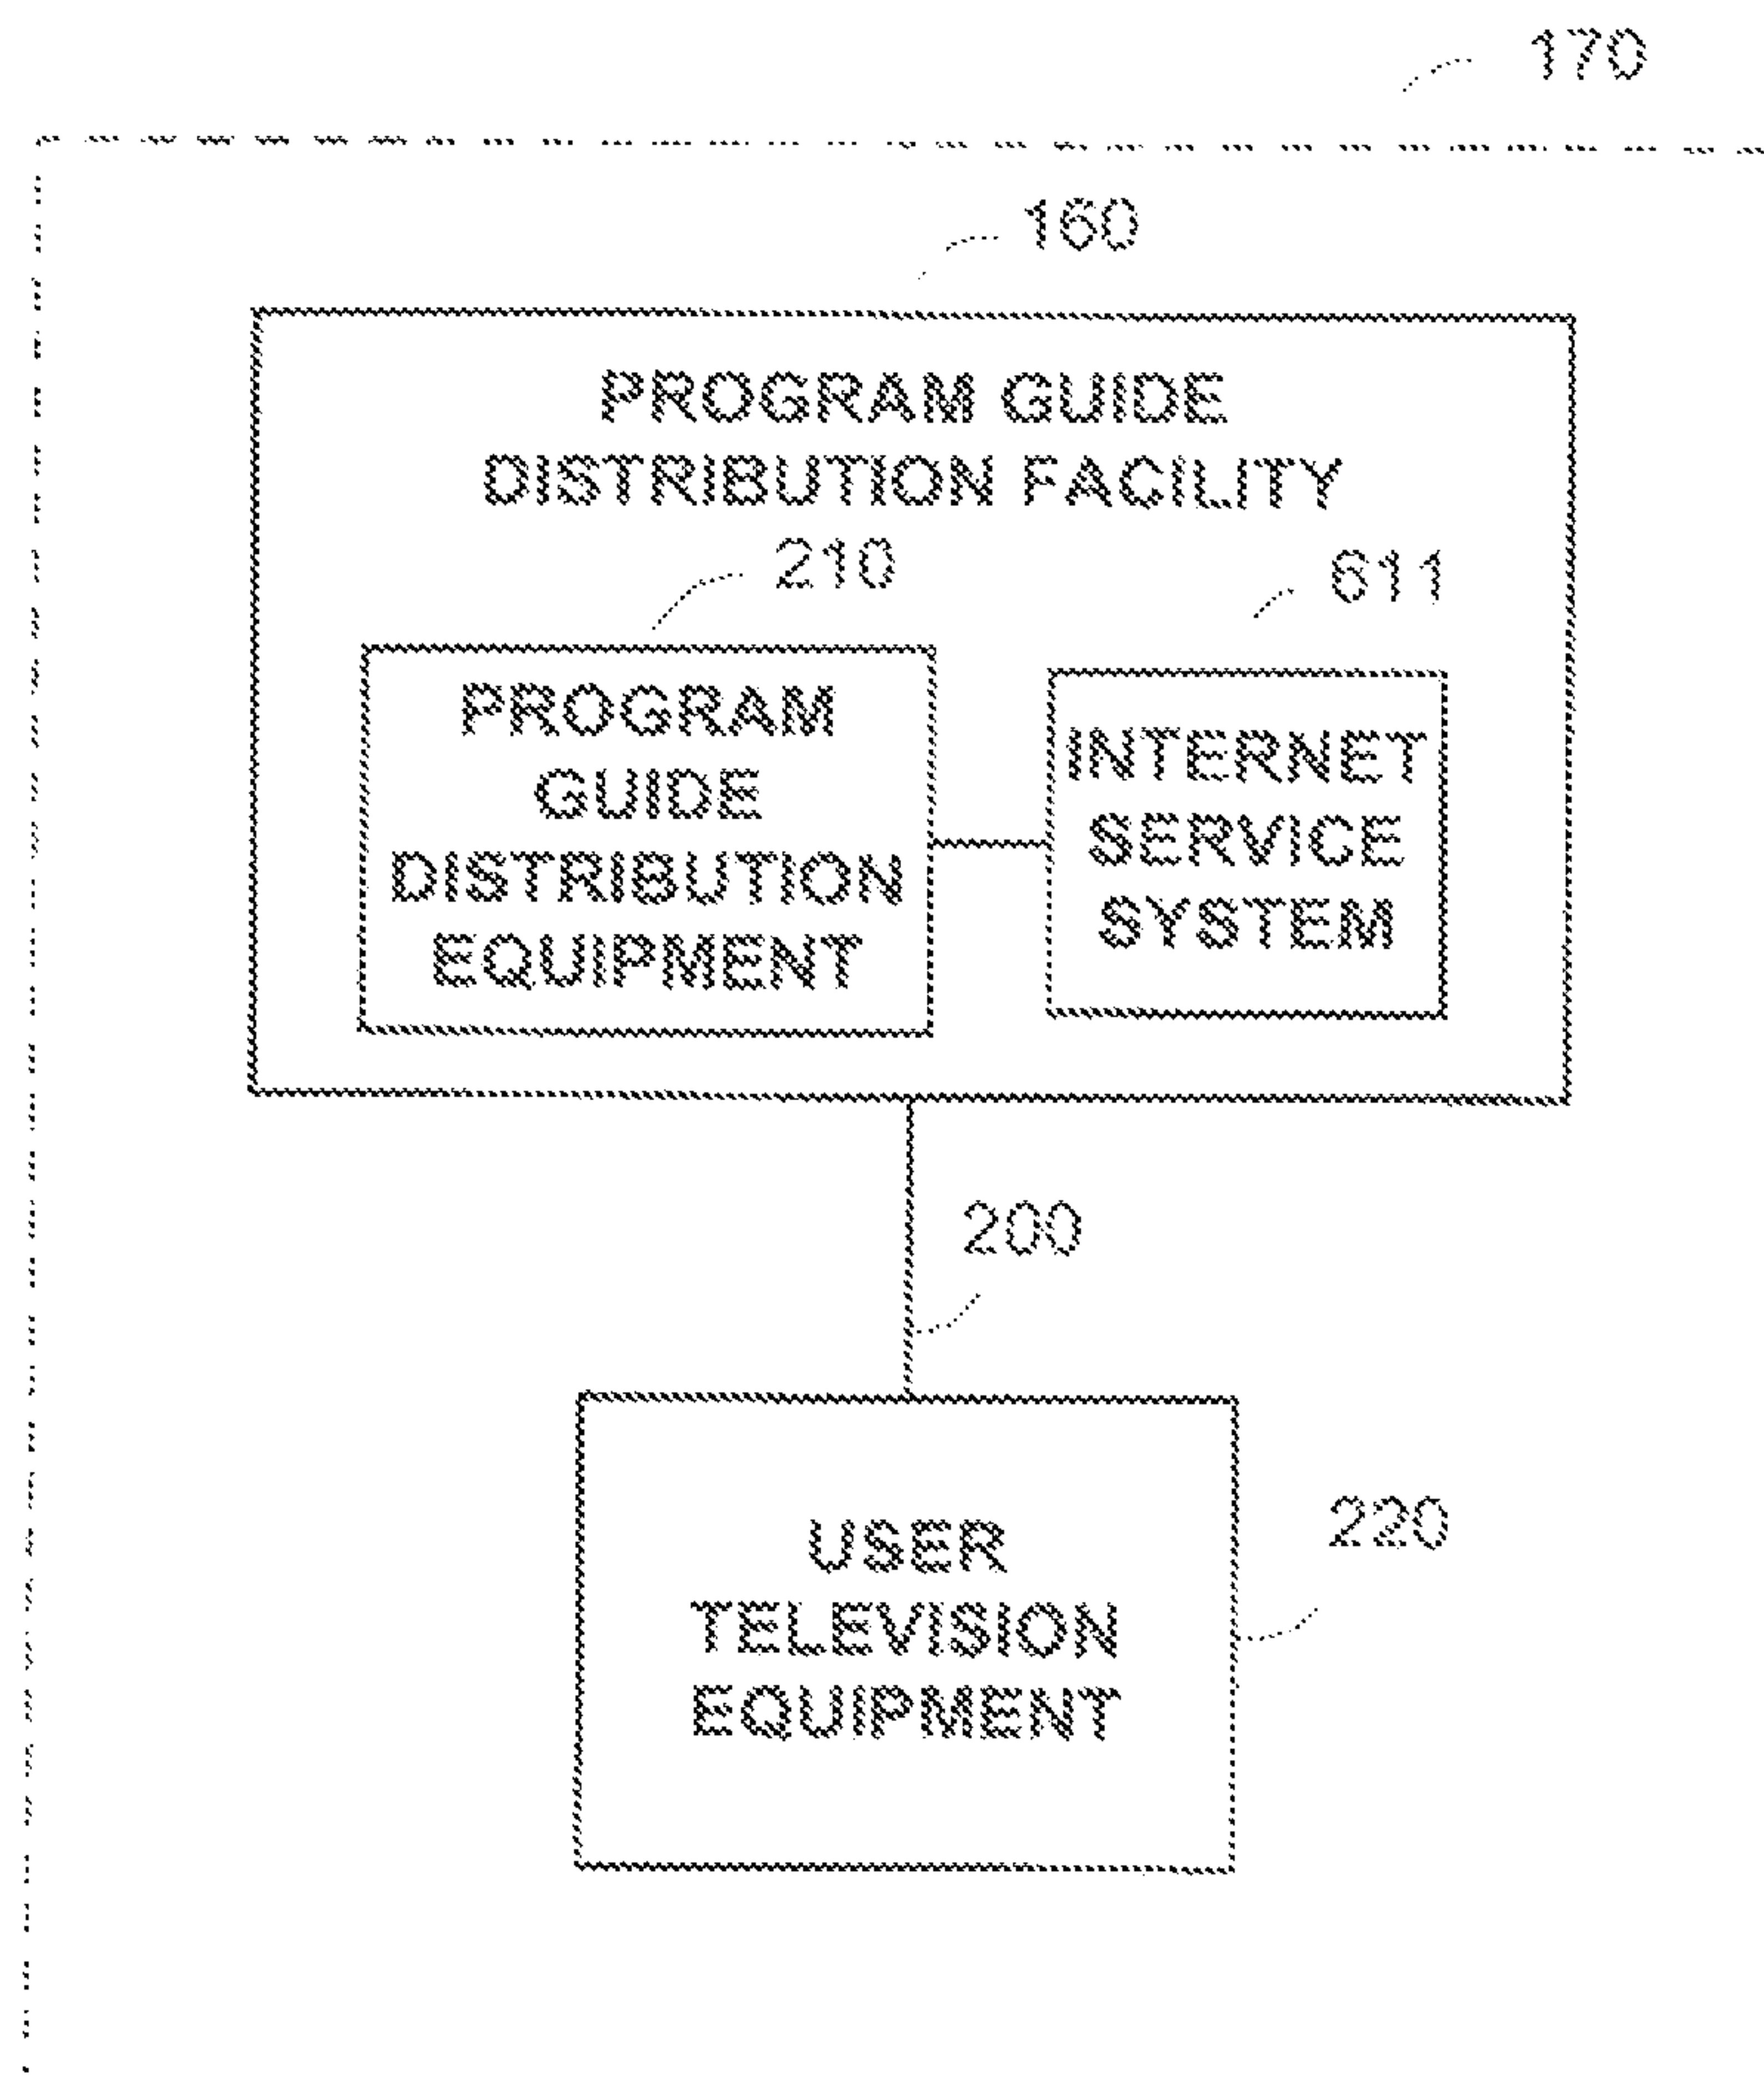 170
160
PROGRAM GUIDE
DISTRIBUTION FACILITY
210
611
PROGRAM
GUIDE
DISTRIBUTION
EQUIPMENT
INTERNET
SERVICE
SYSTEM
200
220
USER
TELEVISION
EQUIPMENT